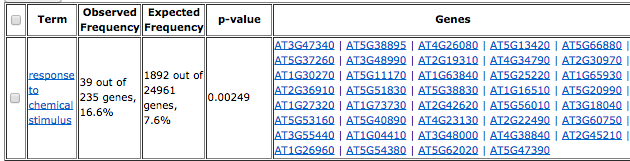 Term Observed Frequency Expected Frequency p-value Genes
response to chemical stimulus
39 out of 235 genes, 16.6%
1892 out of 24961 genes, 7.6%
0.00249
AT3G47340 | AT5G38895 | AT4G26080 | AT5G13420 | AT5G66880 |
AT5G37260 | AT3G48990 | AT2G19310 | AT4G34790 | AT2G30970 |
AT1G30270 | AT5G11170 | AT1G63840 | AT5G25220 | AT1G65930 |
AT2G36910 | AT5G51830 | AT5G38830 | AT1G16510 | AT5G20990 |
AT1G27320 | AT1G73730 | AT2G42620 | AT5G56010 | AT3G18040 |
AT5G53160 | AT5G40890 | AT4G23130 | AT2G22490 | AT3G60750 |
AT3G55440 | AT1G04410 | AT3G48000 | AT4G38840 | AT2G45210 |
AT1G26960 | AT5G54380 | AT5G62020 | AT5G47390